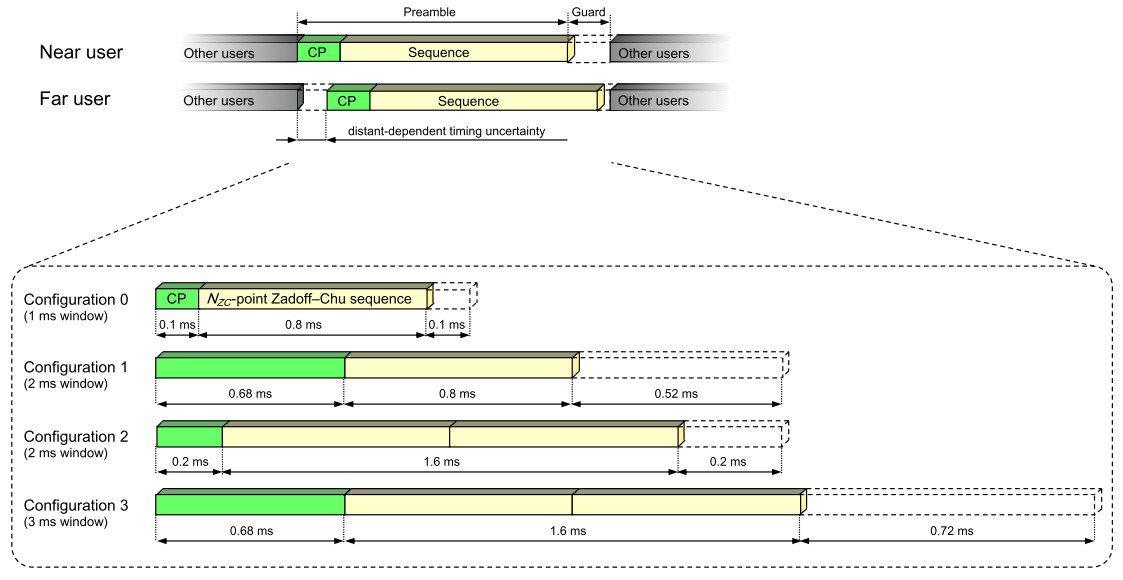 Preamble
Guard
Near user
Other users
CP
Sequence
Other users
Far user
Other users
CP
Sequence
Other users
distant-dependent timing uncertainty
Configuration 0
(1 ms window)
CP
NZC-point Zadoff–Chu sequence
0.1 ms
0.8 ms
0.1 ms
Configuration 1
(2 ms window)
0.68 ms
0.8 ms
0.52 ms
Configuration 2
(2 ms window)
0.2 ms
1.6 ms
0.2 ms
Configuration 3
(3 ms window)
0.68 ms
1.6 ms
0.72 ms